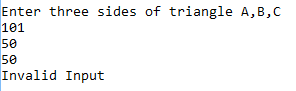 Enter three sides of triangle A,B,C
101
50
50
Invalid Input